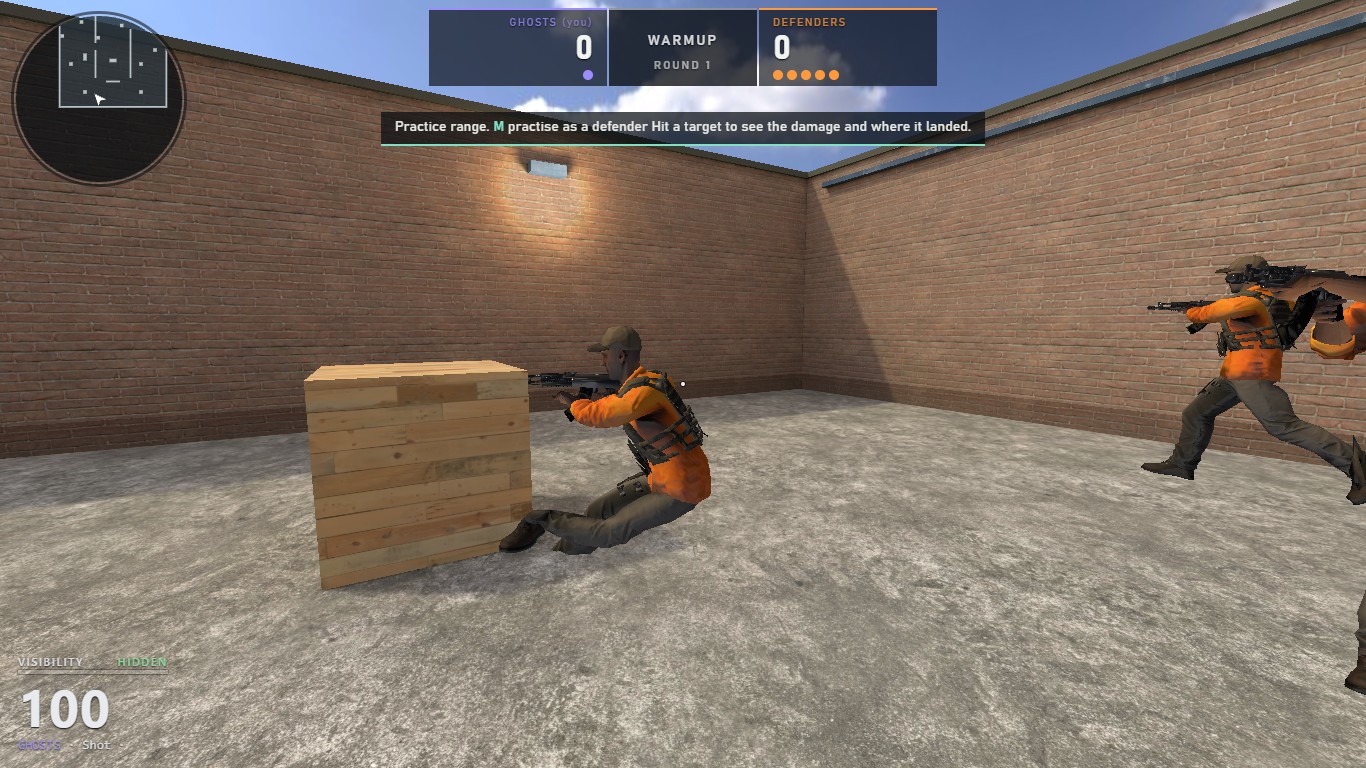 GHOSTS (you)
0
WARMUP
ROUND 1
DEFENDERS
0
Practice range. M practise as a defender Hit a target to see the damage and where it landed.
VISIBILITY HIDDEN
100
GHOSTS · Shot